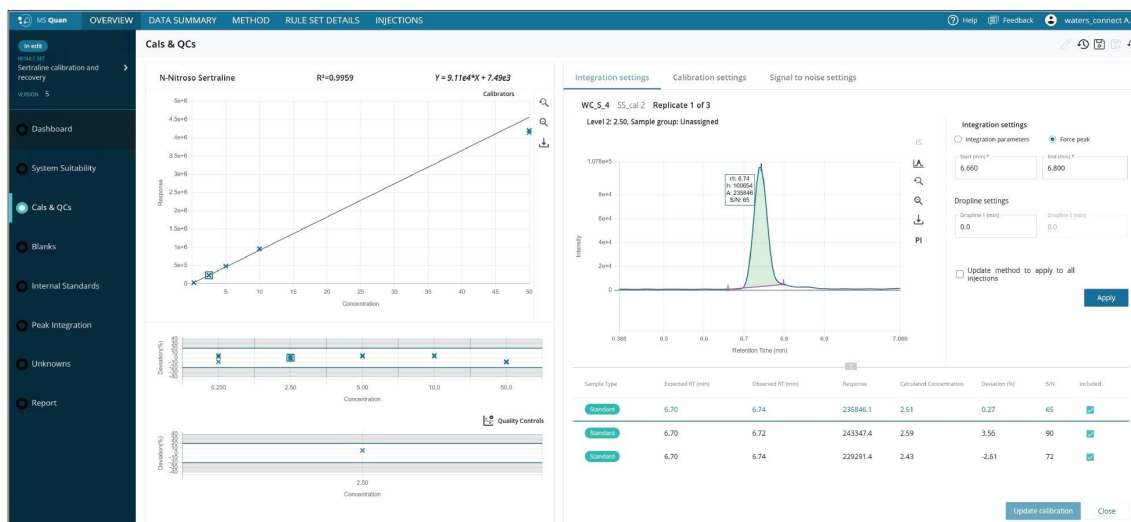 MS Quan
OVERVIEW
DATA SUMMARY
METHOD
RULE SET DETAILS
INJECTIONS
Help
Feedback
waters_connect A.
In edit
RESULT SET
Sertraline calibration and
recovery
VERSION 5
Dashboard
System Suitability
Cals & QCs
Blanks
Internal Standards
Peak Integration
Unknowns
Report
Cals & QCs
N-Nitroso Sertraline
R²=0.9959
Y = 9.11e4*X + 7.49e3
Calibrators
5e+6
4.5e+6
4e+6
3.5e+6
3e+6
2.5e+6
2e+6
1.5e+6
1e+6
5e+5
0
Response
5 10 15 20 25 30 35 40 45 50
Concentration
Deviation(%)
0.250 2.50 5.00 10.0 50.0
Concentration
Quality Controls
Deviation(%)
2.50
Concentration
Integration settings
Calibration settings
Signal to noise settings
WC_S_4 SS_cal-2 Replicate 1 of 3
Level 2: 2.50, Sample group: Unassigned
IS
PI
1.078e+5
8e+4
6e+4
4e+4
2e+4
0
Intensity
rt: 6.74
h: 100654
A: 235846
S/N: 65
6.388 6.5 6.6 6.7 6.8 6.9 7.089
Retention Time (min)
Integration settings
Integration parameters
Force peak
Start (min) *
6.660
End (min) *
6.800
Dropline settings
Dropline 1 (min)
0.0
Dropline 2 (min)
0.0
Update method to apply to all
injections
Apply
Sample Type Expected RT (min) Observed RT (min) Response Calculated Concentration Deviation (%) S/N Included
Standard 6.70 6.74 235846.1 2.51 0.27 65
Standard 6.70 6.72 243347.4 2.59 3.56 90
Standard 6.70 6.74 229291.4 2.43 -2.61 72
Update calibration
Close